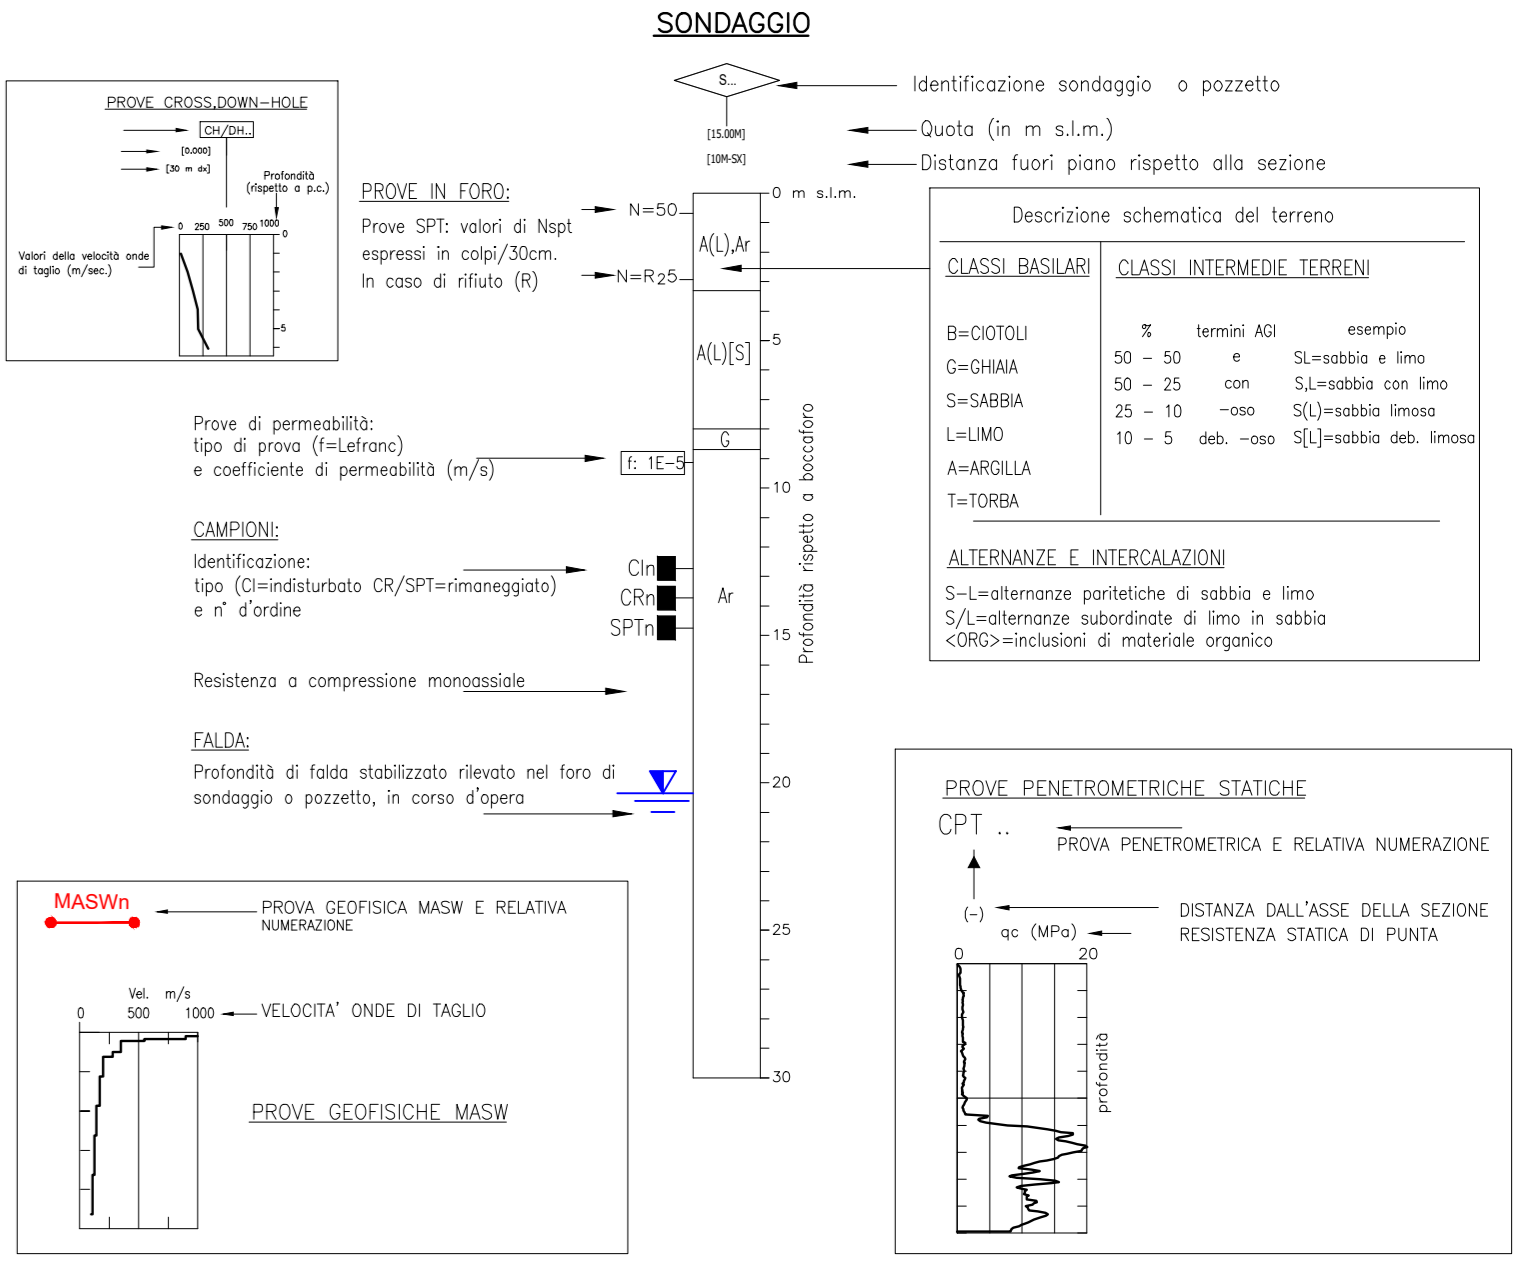 SONDAGGIO
S...
Identificazione sondaggio o pozzetto
[15.00M]
Quota (in m s.l.m.)
[10M-SX]
Distanza fuori piano rispetto alla sezione
PROVE CROSS,DOWN-HOLE
CH/DH..
[0.000]
[30 m dx]
Profondità
(rispetto a p.c.)
0 250 500 750 1000
0
Valori della velocità onde
di taglio (m/sec.)
5
PROVE IN FORO:
Prove SPT: valori di Nspt
espressi in colpi/30cm.
In caso di rifiuto (R)
N=50
N=R25
0 m s.l.m.
A(L),Ar
5
A(L)[S]
G
10
Ar
15
20
25
30
Profondità rispetto a boccaforo
Prove di permeabilità:
tipo di prova (f=Lefranc)
e coefficiente di permeabilità (m/s)
f: 1E-5
CAMPIONI:
Identificazione:
tipo (CI=indisturbato CR/SPT=rimaneggiato)
e n° d'ordine
CIn
CRn
SPTn
Resistenza a compressione monoassiale
FALDA:
Profondità di falda stabilizzato rilevato nel foro di
sondaggio o pozzetto, in corso d'opera
Descrizione schematica del terreno
CLASSI BASILARI
B=CIOTOLI
G=GHIAIA
S=SABBIA
L=LIMO
A=ARGILLA
T=TORBA
CLASSI INTERMEDIE TERRENI
% termini AGI esempio
50 - 50 e SL=sabbia e limo
50 - 25 con S,L=sabbia con limo
25 - 10 -oso S(L)=sabbia limosa
10 - 5 deb. -oso S[L]=sabbia deb. limosa
ALTERNANZE E INTERCALAZIONI
S-L=alternanze paritetiche di sabbia e limo
S/L=alternanze subordinate di limo in sabbia
<ORG>=inclusioni di materiale organico
MASWn
PROVA GEOFISICA MASW E RELATIVA
NUMERAZIONE
Vel. m/s
0 500 1000
VELOCITA' ONDE DI TAGLIO
PROVE GEOFISICHE MASW
PROVE PENETROMETRICHE STATICHE
CPT ..
PROVA PENETROMETRICA E RELATIVA NUMERAZIONE
(-)
DISTANZA DALL'ASSE DELLA SEZIONE
qc (MPa)
RESISTENZA STATICA DI PUNTA
0 20
profondità